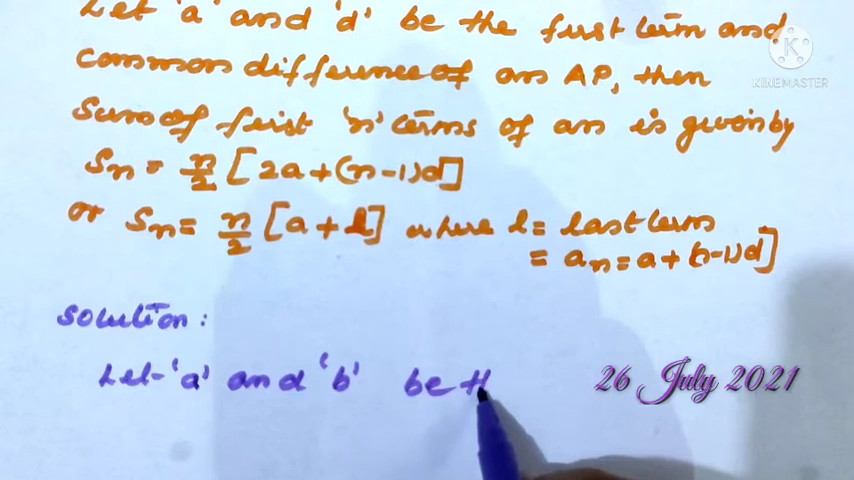 Let 'a' and 'd' be the first term and
common difference of an AP, then
Sum of first 'n' terms of an is given by
Sn = n/2 [2a+(n-1)d]
or Sn = n/2 [a + l] where l = last term
= an = a + (n-1)d]
Solution:
Let 'a' and 'b' be th
26 July 2021
K
KINEMASTER